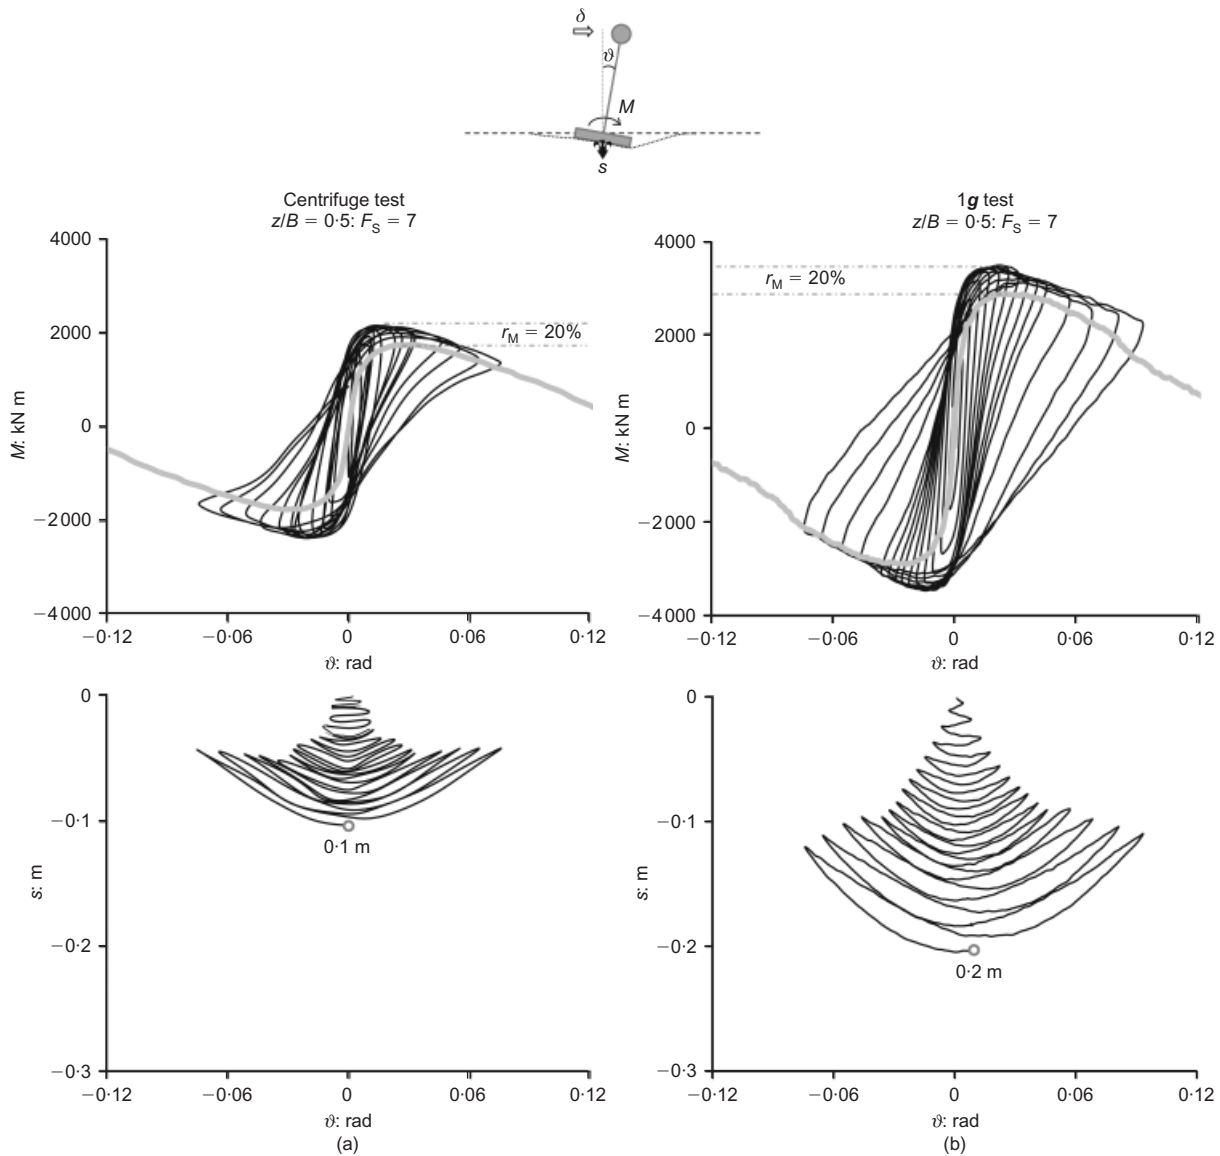 δ
ϑ
M
s
Centrifuge test
z/B = 0·5: F_S = 7
4000
2000
0
−2000
−4000
M: kN m
r_M = 20%
−0·12
−0·06
0
0·06
0·12
ϑ: rad
1g test
z/B = 0·5: F_S = 7
4000
2000
0
−2000
−4000
M: kN m
r_M = 20%
−0·12
−0·06
0
0·06
0·12
ϑ: rad
0
−0·1
−0·2
−0·3
s: m
0·1 m
−0·12
−0·06
0
0·06
0·12
ϑ: rad
(a)
0
−0·1
−0·2
−0·3
s: m
0·2 m
−0·12
−0·06
0
0·06
0·12
ϑ: rad
(b)